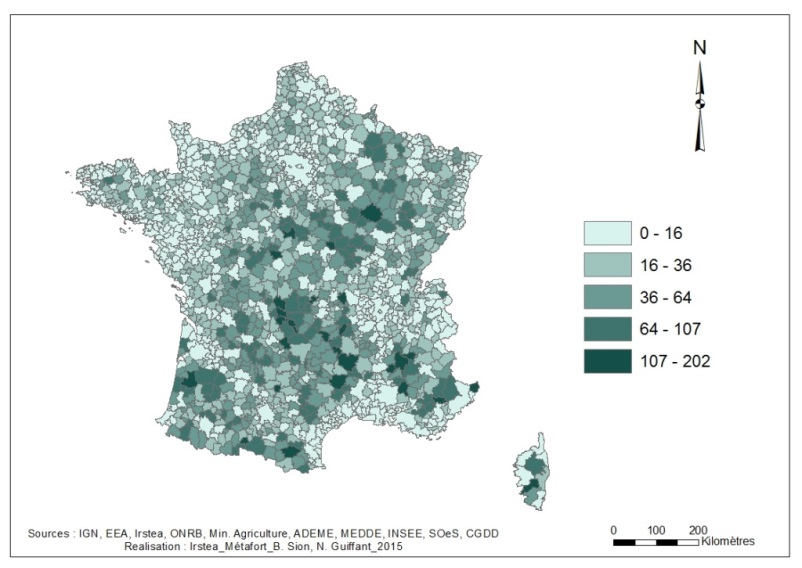 N
0 - 16
16 - 36
36 - 64
64 - 107
107 - 202
Sources : IGN, EEA, Irstea, ONRB, Min. Agriculture, ADEME, MEDDE, INSEE, SOeS, CGDD
Realisation : Irstea_Métafort_B. Sion, N. Guiffant_2015
0 100 200
Kilomètres